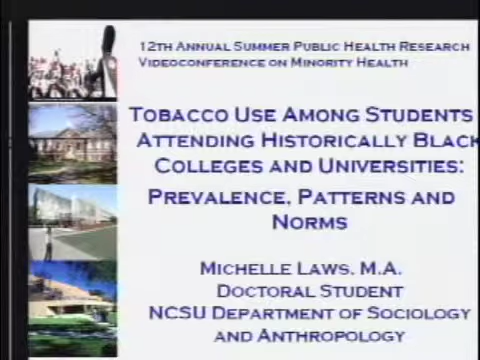 12th Annual Summer Public Health Research
Videoconference on Minority Health
Tobacco Use Among Students
Attending Historically Black
Colleges and Universities:
Prevalence, Patterns and
Norms
Michelle Laws, M.A.
Doctoral Student
NCSU Department of Sociology
and Anthropology